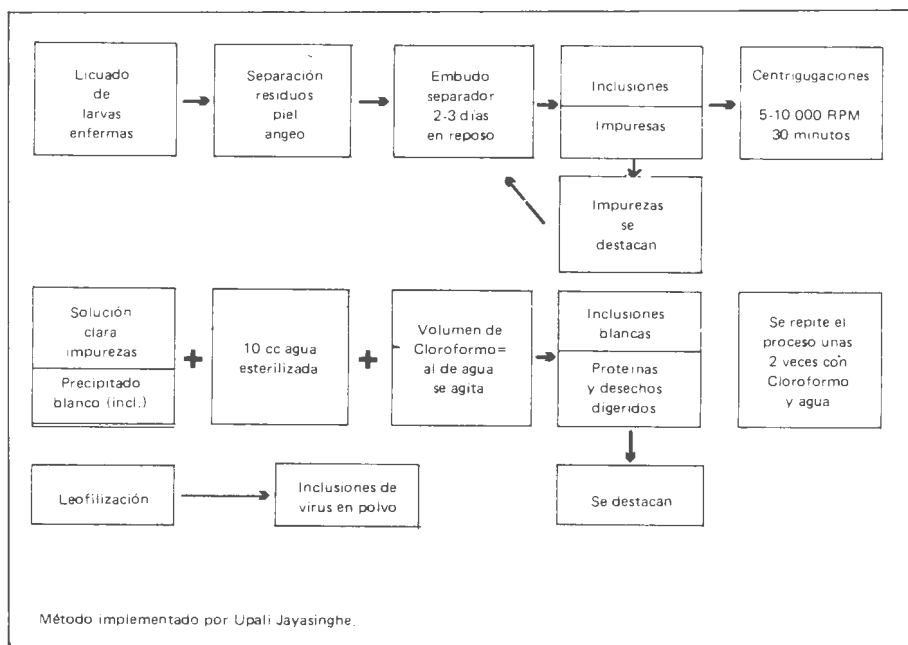 Licuado
de
larvas
enfermas
Separación
residuos
piel
angeo
Embudo
separador
2-3 días
en reposo
Inclusiones
Impuresas
Centrigugaciones
5-10 000 RPM
30 minutos
Impurezas
se
destacan
Solución
clara
impurezas
Precipitado
blanco (incl.)
+
10 cc agua
esterilizada
+
Volumen de
Cloroformo=
al de agua
se agita
Inclusiones
blancas
Proteínas
y desechos
digeridos
Se repite el
proceso unas
2 veces con
Cloroformo
y agua
Leofilización
Inclusiones de
virus en polvo
Se destacan
Método implementado por Upali Jayasinghe.